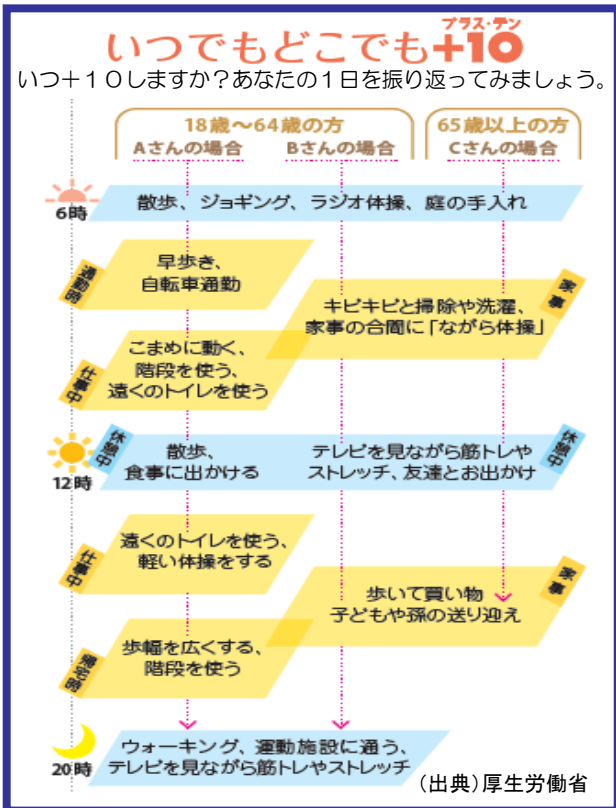 プラス・テン
いつでもどこでも+10
いつ+10しますか?あなたの1日を振り返ってみましょう。
18歳〜64歳の方
65歳以上の方
Aさんの場合
Bさんの場合
Cさんの場合
6時
散歩、ジョギング、ラジオ体操、庭の手入れ
通勤時
早歩き、
自転車通勤
家事
キビキビと掃除や洗濯、
家事の合間に「ながら体操」
仕事中
こまめに動く、
階段を使う、
遠くのトイレを使う
12時
休憩中
散歩、
食事に出かける
テレビを見ながら筋トレや
ストレッチ、友達とお出かけ
休憩中
仕事中
遠くのトイレを使う、
軽い体操をする
家事
歩いて買い物
子どもや孫の送り迎え
帰宅時
歩幅を広くする、
階段を使う
20時
ウォーキング、運動施設に通う、
テレビを見ながら筋トレやストレッチ
(出典)厚生労働省